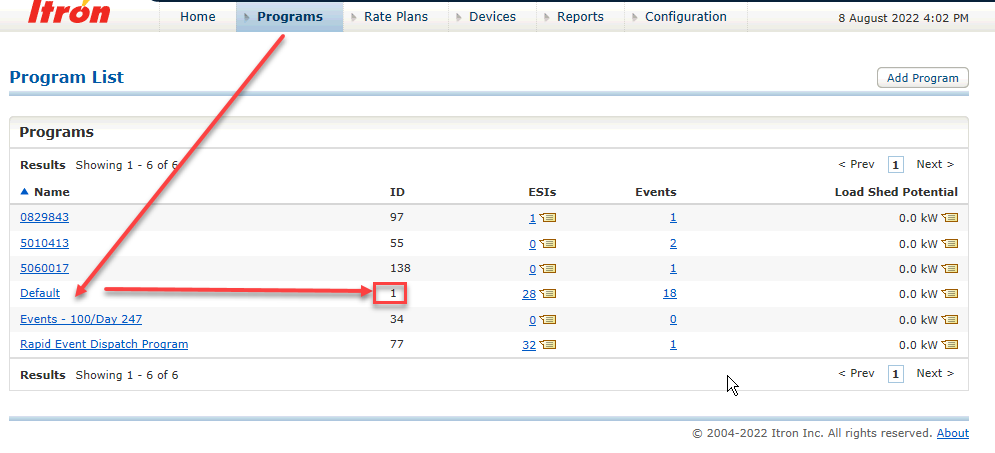 Itrón
Home Programs Rate Plans Devices Reports Configuration 8 August 2022 4:02 PM
Program List Add Program
Programs
Results Showing 1 - 6 of 6 < Prev 1 Next >
Name ID ESIs Events Load Shed Potential
0829843 97 1 1 0.0 kW
5010413 55 0 2 0.0 kW
5060017 138 0 1 0.0 kW
Default 1 28 18 0.0 kW
Events - 100/Day 247 34 0 0 0.0 kW
Rapid Event Dispatch Program 77 32 1 0.0 kW
Results Showing 1 - 6 of 6 < Prev 1 Next >
© 2004-2022 Itron Inc. All rights reserved. About